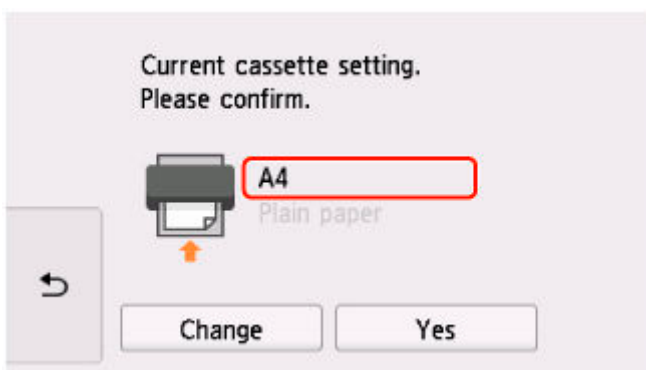 Current cassette setting.
Please confirm.
A4
Plain paper
Change
Yes